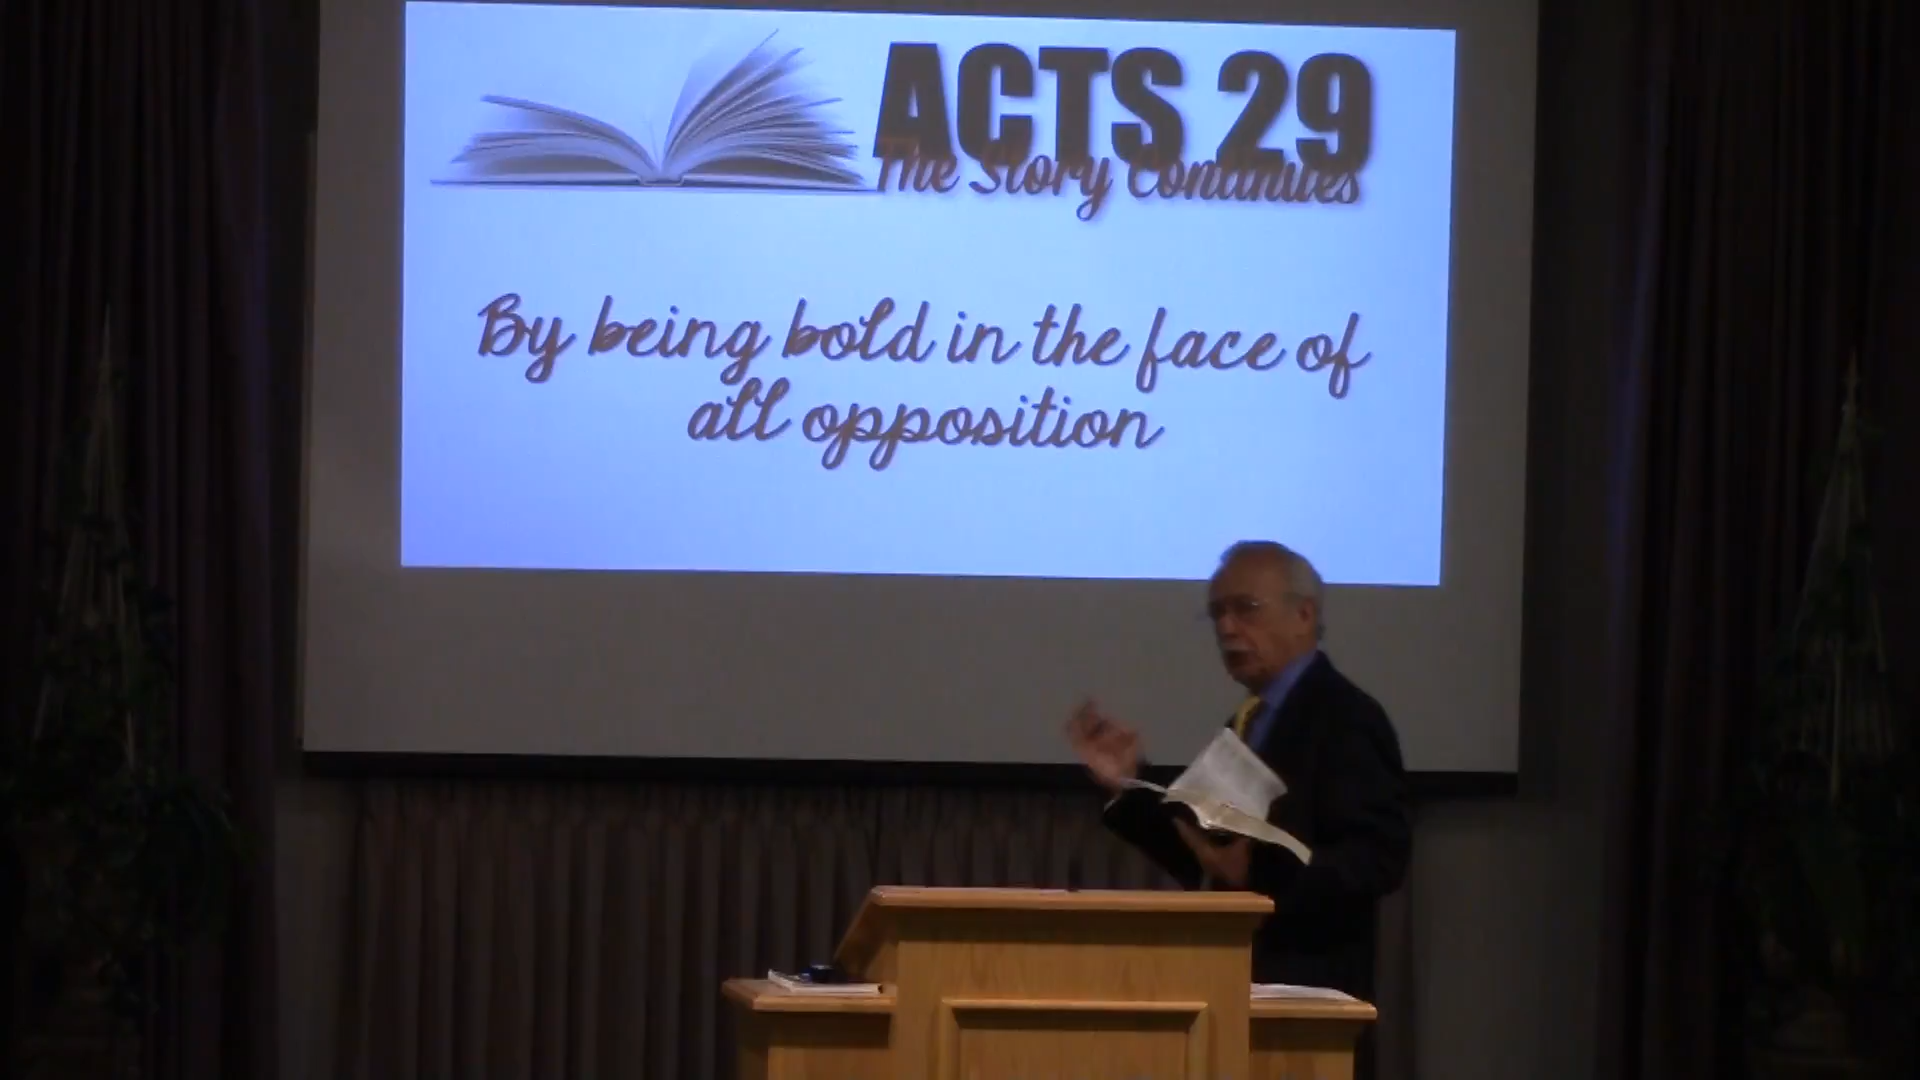 ACTS 29
The Story Continues
By being bold in the face of
all opposition